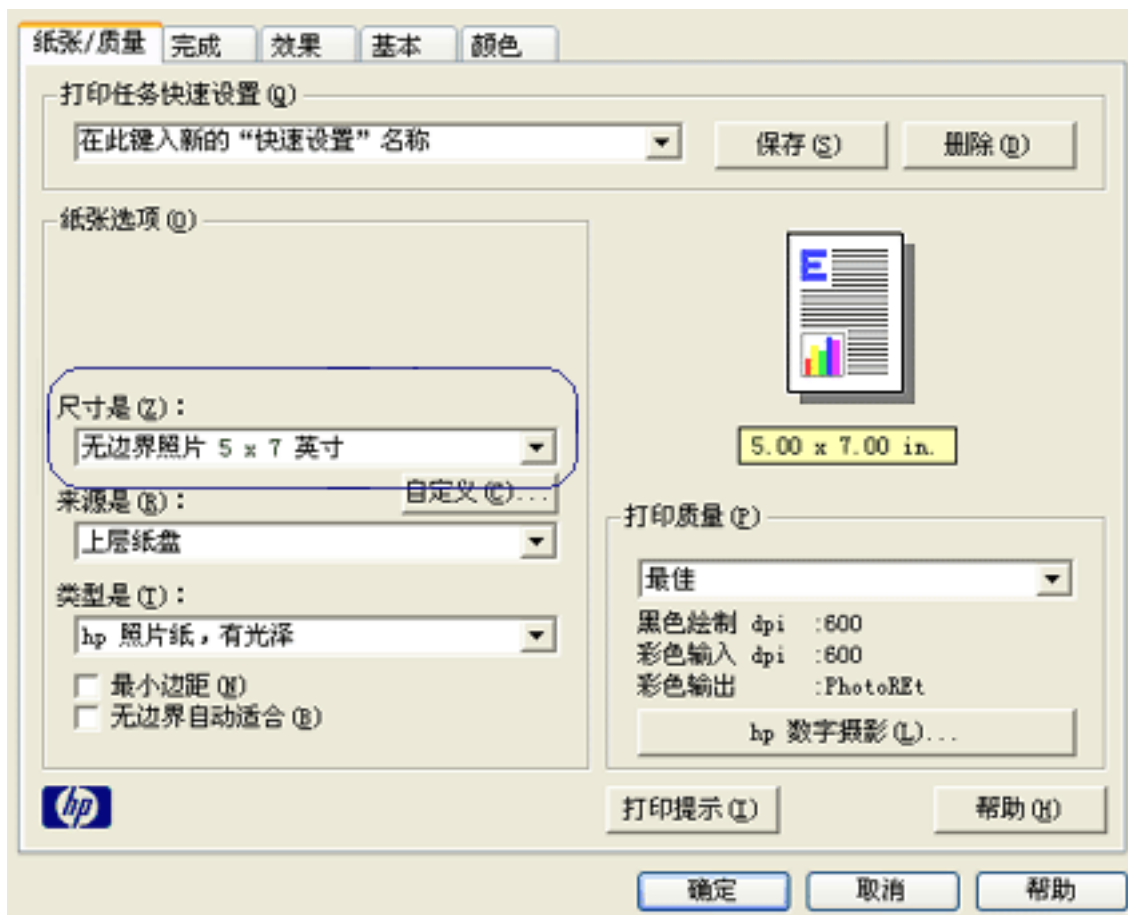 纸张/质量 完成 效果 基本 颜色
打印任务快速设置(Q)
在此键入新的“快速设置”名称 保存(S) 删除(D)
纸张选项(O)
E
尺寸是(Z):
无边界照片 5 x 7 英寸
5.00 x 7.00 in.
自定义(C)...
来源是(R):
上层纸盘
打印质量(P)
最佳
类型是(T):
hp 照片纸,有光泽
黑色绘制 dpi :600
彩色输入 dpi :600
彩色输出 :PhotoREt
最小边距(N)
无边界自动适合(B)
hp 数字摄影(L)...
hp
打印提示(I) 帮助(H)
确定 取消 帮助